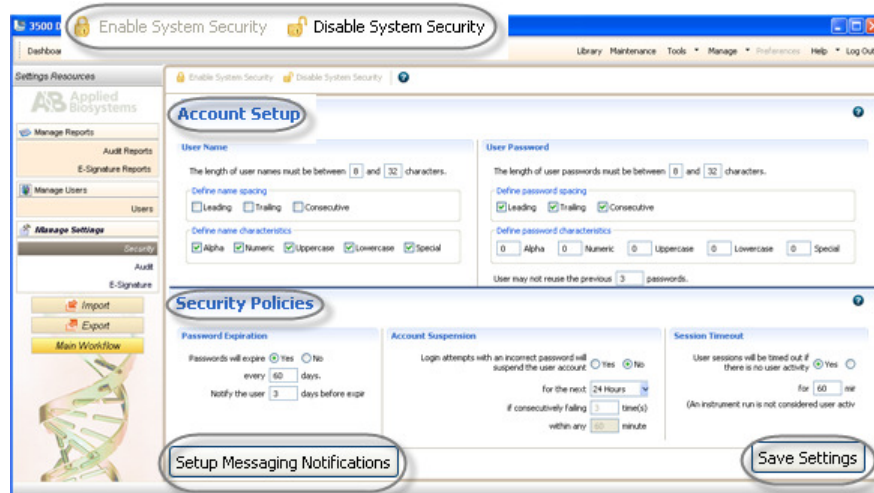 3500 D
Enable System Security Disable System Security
Dashboar
Library Maintenance Tools Manage Preferences Help Log Out
Settings Resources
Enable System Security Disable System Security
AB Applied Biosystems
Manage Reports
Audit Reports
E-Signature Reports
Manage Users
Users
Manage Settings
Security
Audit
E-Signature
Import
Export
Main Workflow
Account Setup
User Name
The length of user names must be between 8 and 32 characters.
Define name spacing
Leading Trailing Consecutive
Define name characteristics
Alpha Numeric Uppercase Lowercase Special
User Password
The length of user passwords must be between 8 and 32 characters.
Define password spacing
Leading Trailing Consecutive
Define password characteristics
0 Alpha 0 Numeric 0 Uppercase 0 Lowercase 0 Special
User may not reuse the previous 3 passwords.
Security Policies
Password Expiration
Passwords will expire Yes No
every 60 days.
Notify the user 3 days before expir
Account Suspension
Login attempts with an incorrect password will
suspend the user account Yes No
for the next 24 Hours
if consecutively failing 3 time(s)
within any 60 minute
Session Timeout
User sessions will be timed out if
there is no user activity Yes
for 60 mir
(An instrument run is not considered user activ
Setup Messaging Notifications
Save Settings